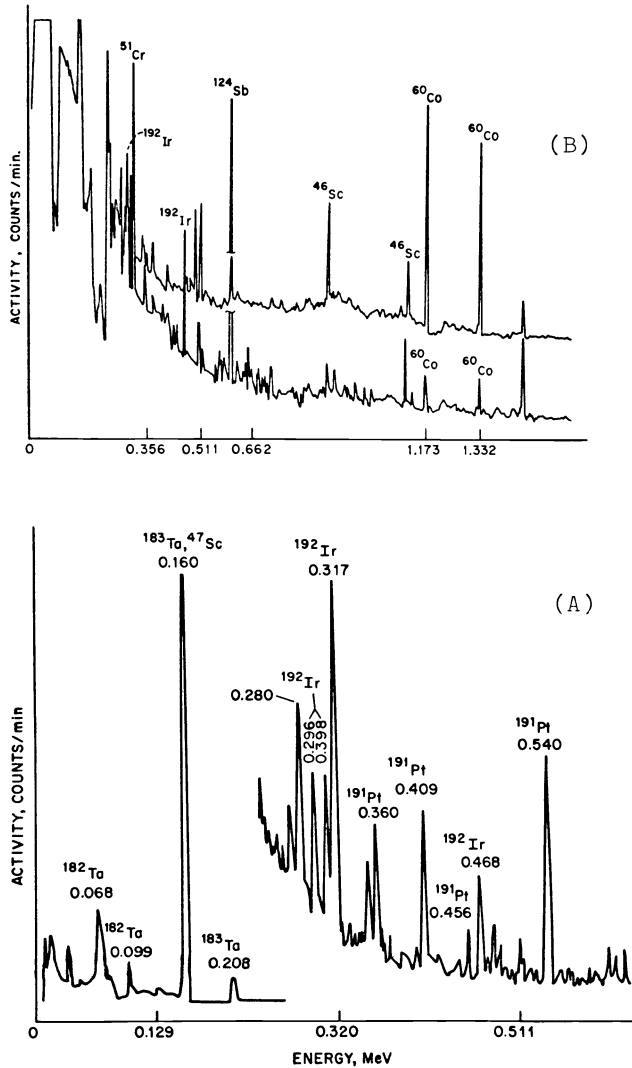 ACTIVITY, COUNTS/min.
51Cr
192Ir
192Ir
124Sb
46Sc
46Sc
60Co
60Co
(B)
60Co
60Co
0
0.356
0.511
0.662
1.173
1.332
ACTIVITY, COUNTS/min
183Ta, 47Sc
0.160
192Ir
0.317
(A)
192Ir
0.280
0.296
0.398
191Pt
0.540
191Pt
0.409
191Pt
0.360
192Ir
0.468
191Pt
0.456
182Ta
0.068
182Ta
0.099
183Ta
0.208
0
0.129
0.320
0.511
ENERGY, MeV